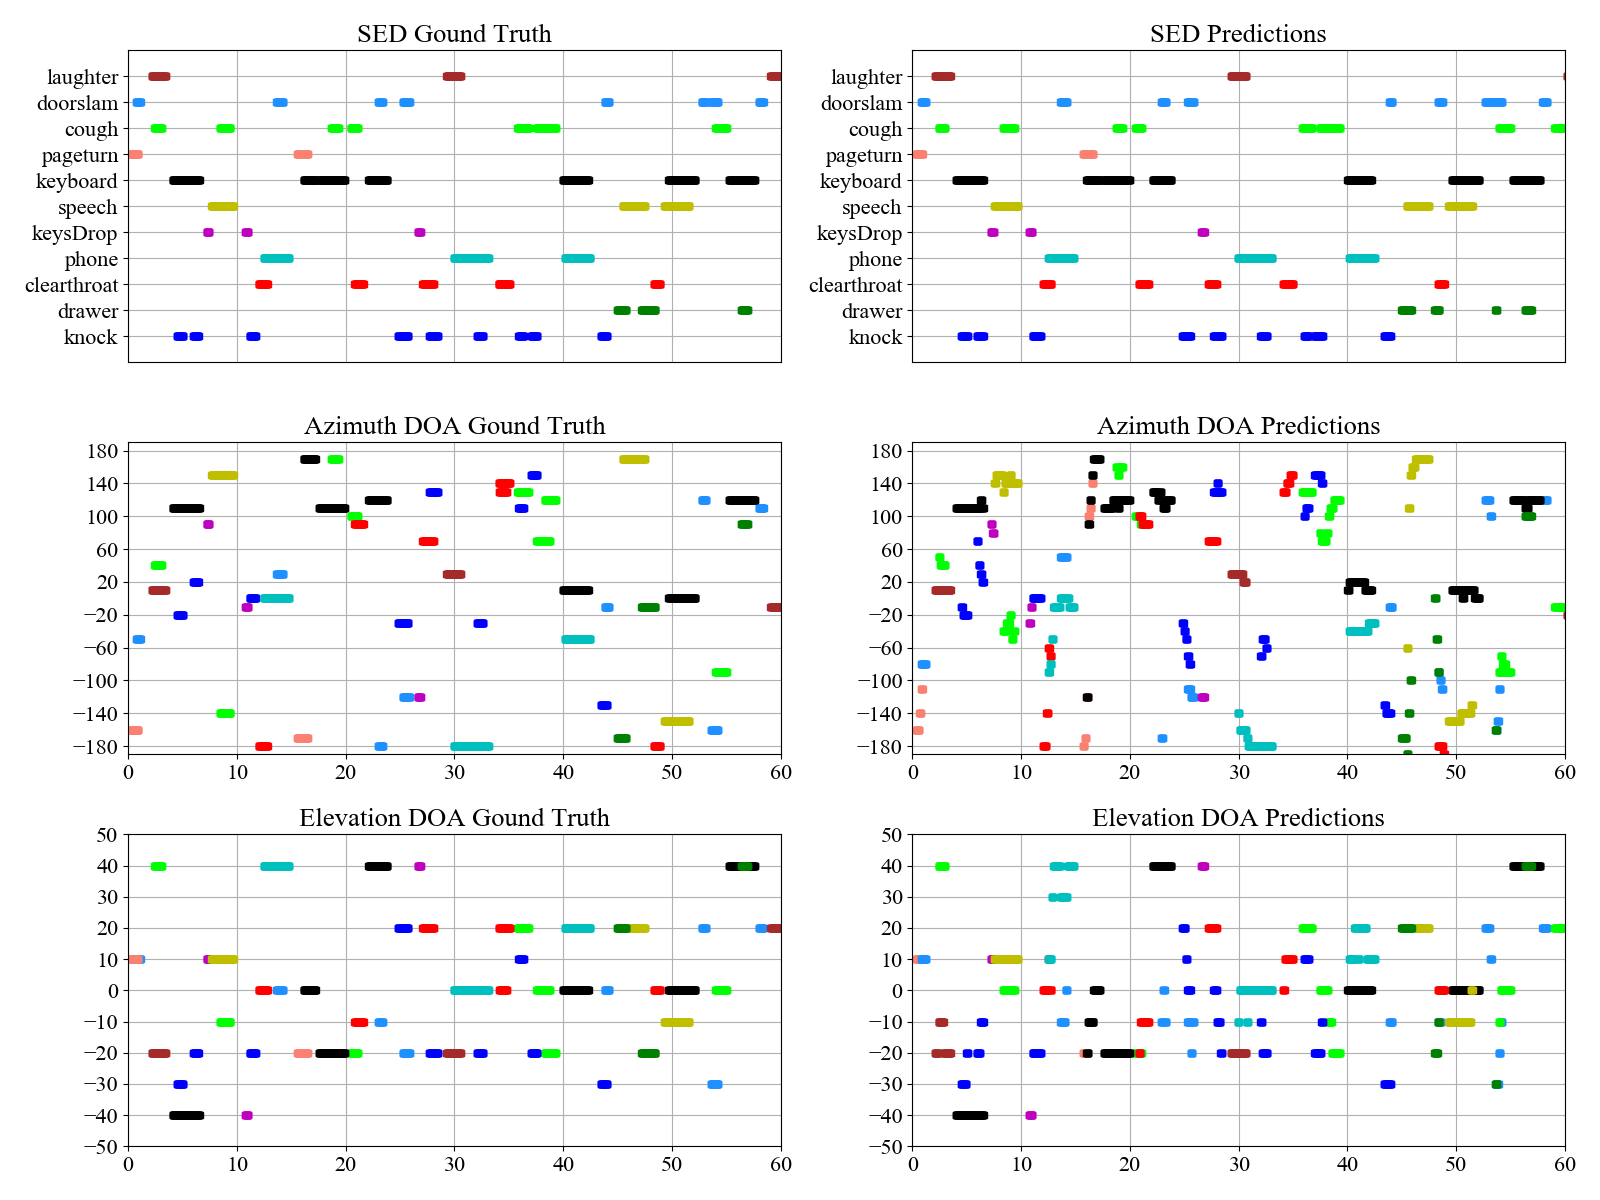 SED Gound Truth
laughter
doorslam
cough
pageturn
keyboard
speech
keysDrop
phone
clearthroat
drawer
knock
SED Predictions
laughter
doorslam
cough
pageturn
keyboard
speech
keysDrop
phone
clearthroat
drawer
knock
Azimuth DOA Gound Truth
180
140
100
60
20
−20
−60
−100
−140
−180
0 10 20 30 40 50 60
Azimuth DOA Predictions
180
140
100
60
20
−20
−60
−100
−140
−180
0 10 20 30 40 50 60
Elevation DOA Gound Truth
50
40
30
20
10
0
−10
−20
−30
−40
−50
0 10 20 30 40 50 60
Elevation DOA Predictions
50
40
30
20
10
0
−10
−20
−30
−40
−50
0 10 20 30 40 50 60